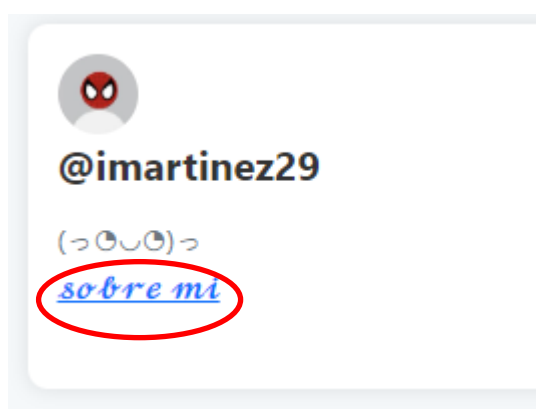 @imartinez29
(っ◔◡◔)っ
𝓼𝓸𝓫𝓻𝓮 𝓶𝓲